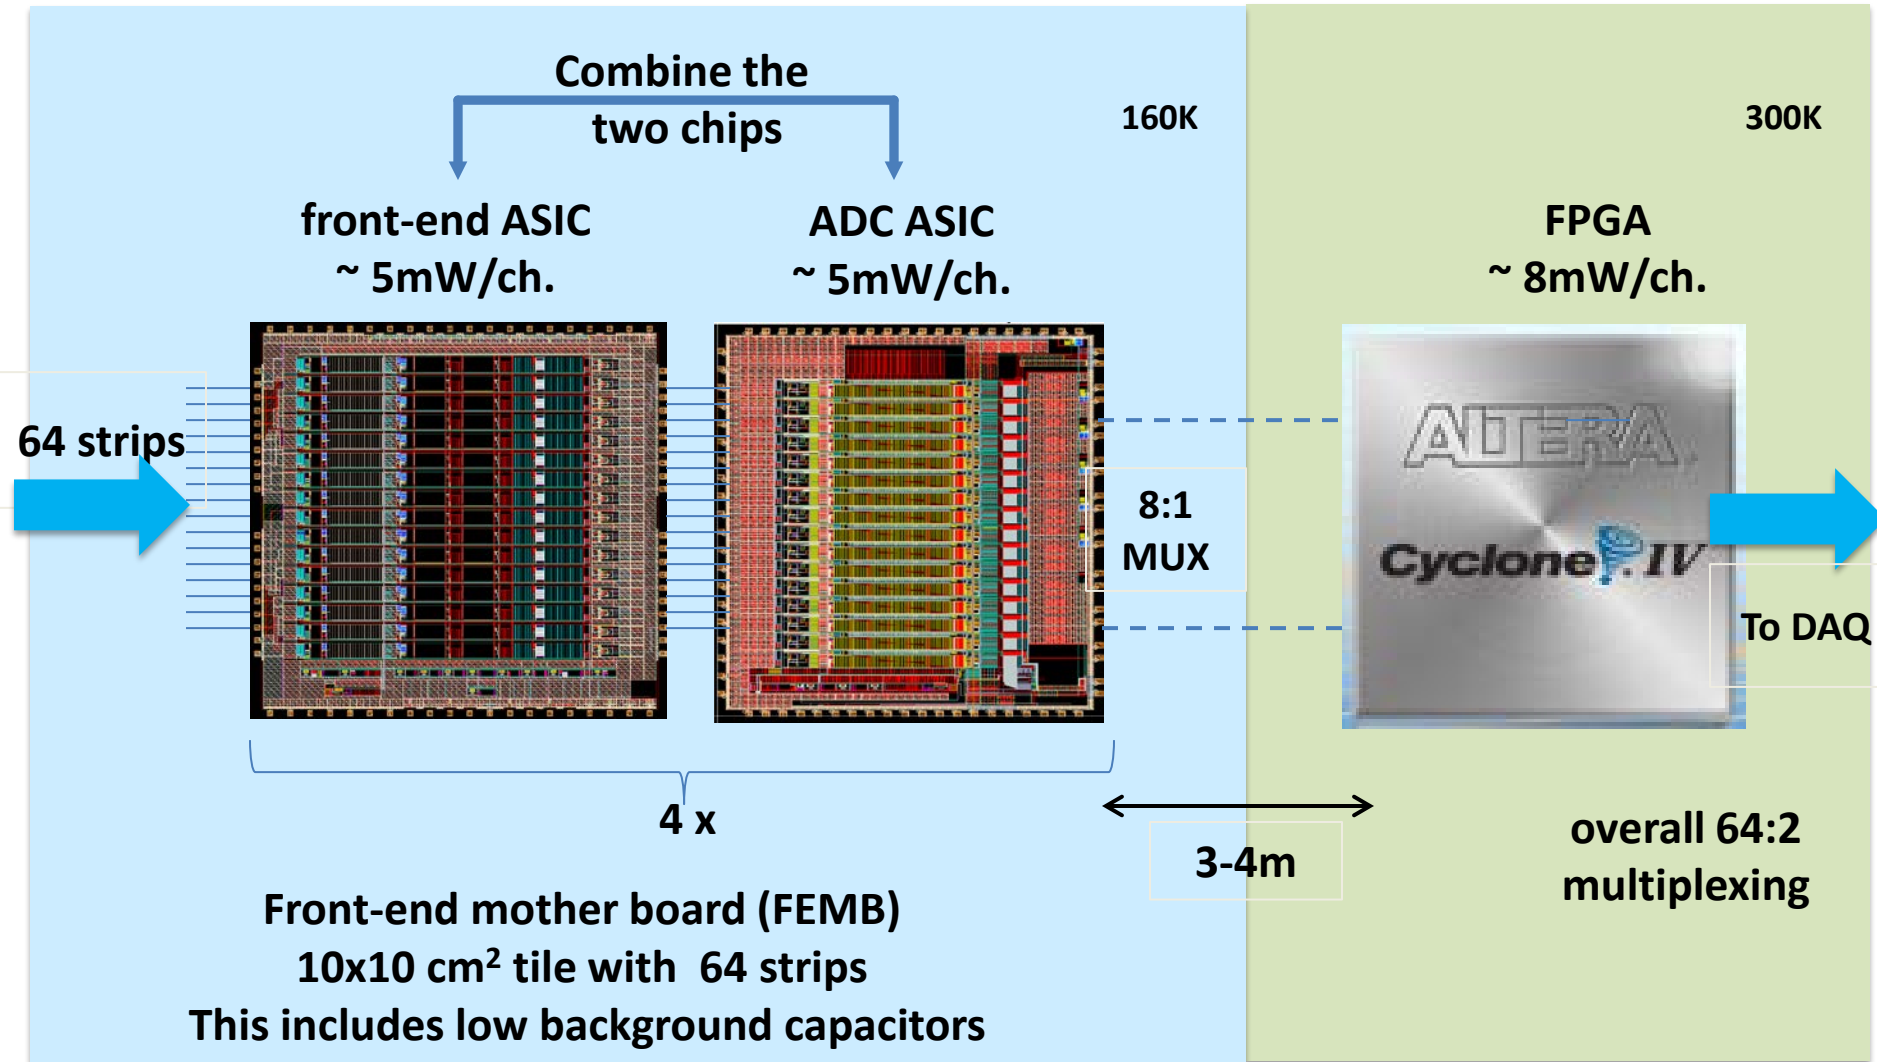 Combine the
two chips
160K
300K
front-end ASIC
~ 5mW/ch.
ADC ASIC
~ 5mW/ch.
FPGA
~ 8mW/ch.
64 strips
ALTERA
8:1
MUX
Cyclone IV
To DAQ
4 x
3-4m
overall 64:2
multiplexing
Front-end mother board (FEMB)
10x10 cm² tile with 64 strips
This includes low background capacitors